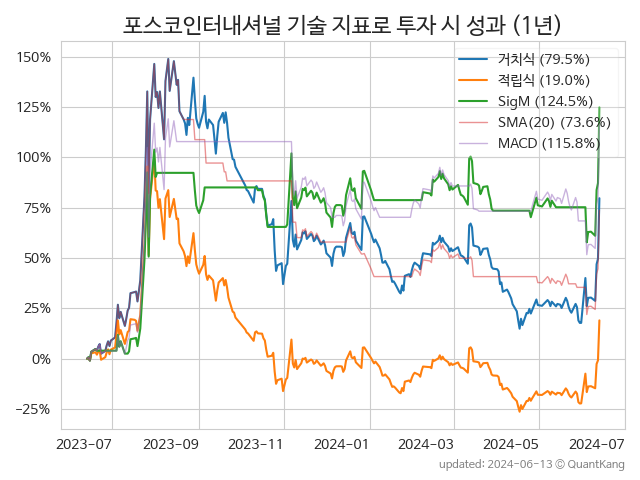 포스코인터내셔널 기술 지표로 투자 시 성과 (1년)
150%
125%
100%
75%
50%
25%
0%
−25%
거치식 (79.5%)
적립식 (19.0%)
SigM (124.5%)
SMA(20) (73.6%)
MACD (115.8%)
2023-07 2023-09 2023-11 2024-01 2024-03 2024-05 2024-07
updated: 2024-06-13 ⓒ QuantKang